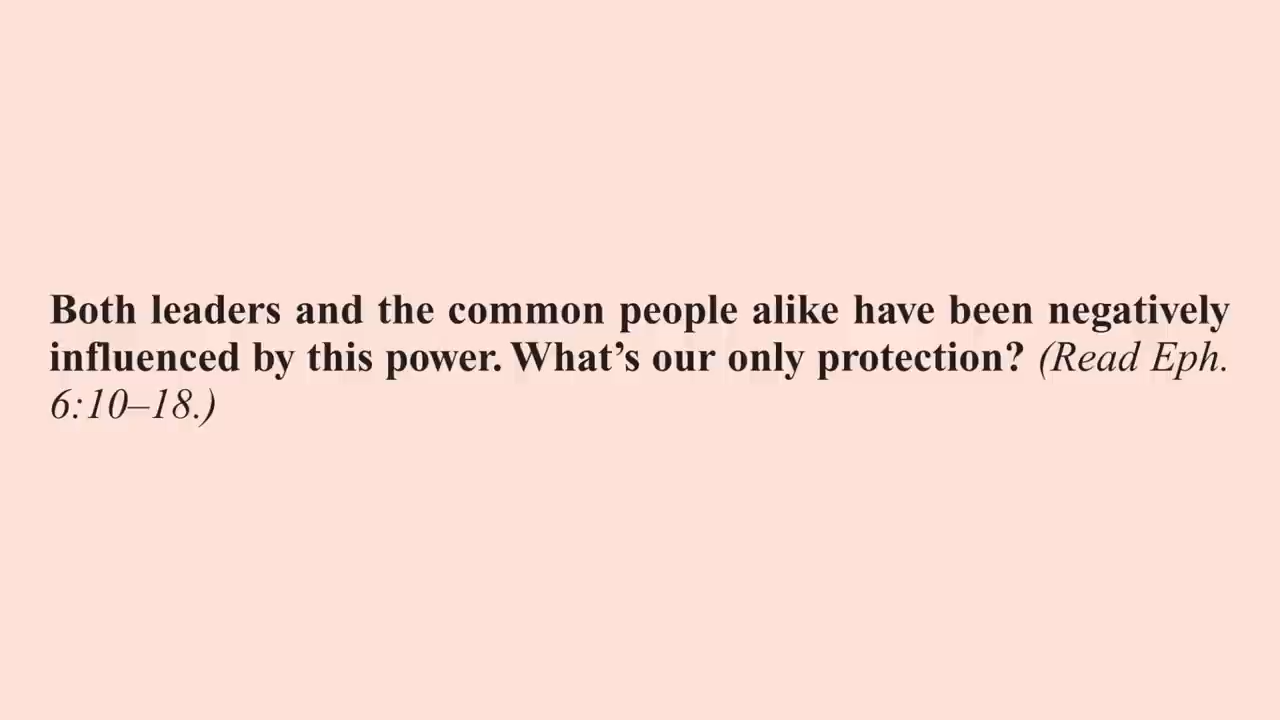 Both leaders and the common people alike have been negatively
influenced by this power. What’s our only protection? (Read Eph.
6:10–18.)